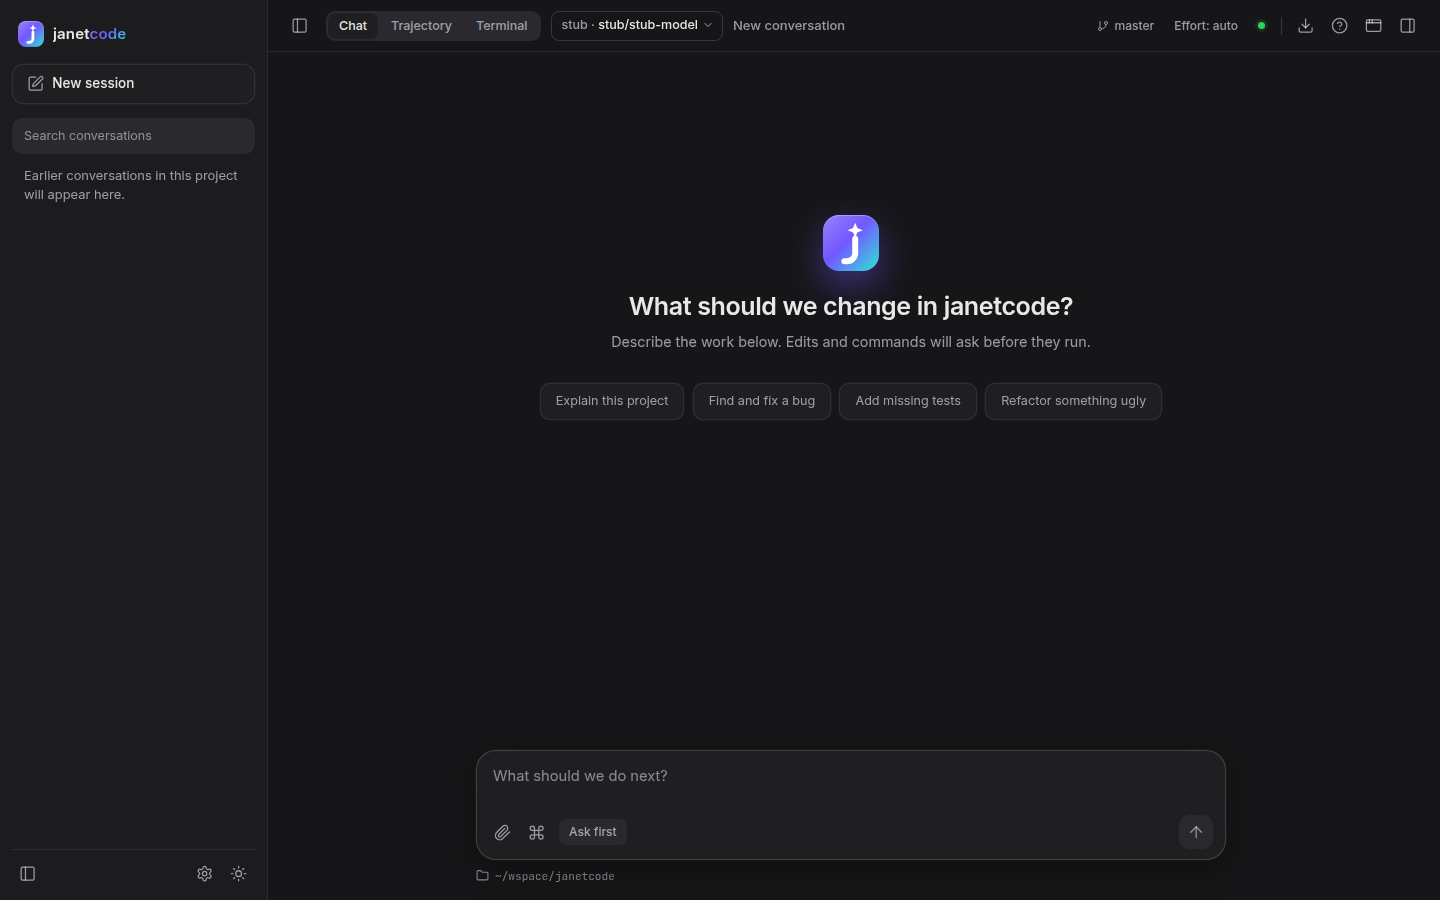 janetcode
New session
Search conversations
Earlier conversations in this project
will appear here.
Chat
Trajectory
Terminal
stub · stub/stub-model
New conversation
master
Effort: auto
What should we change in janetcode?
Describe the work below. Edits and commands will ask before they run.
Explain this project
Find and fix a bug
Add missing tests
Refactor something ugly
What should we do next?
Ask first
~/wspace/janetcode